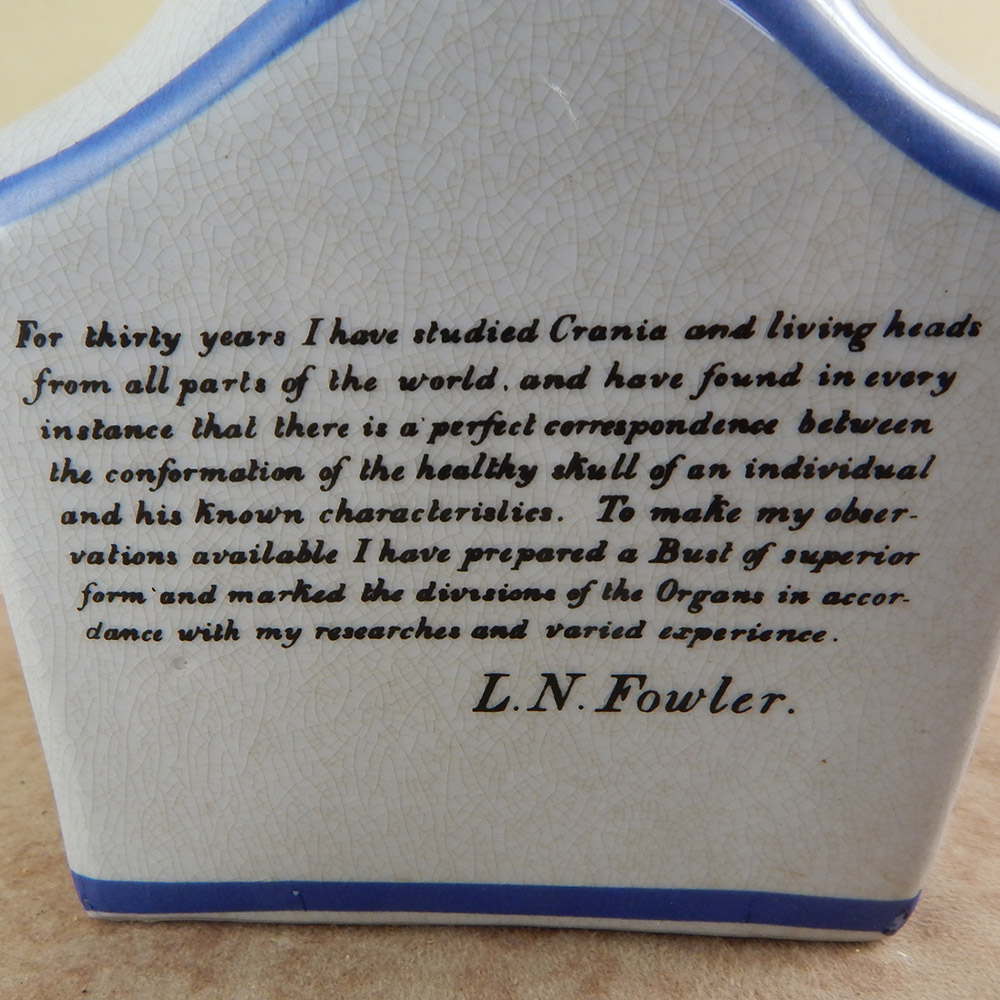 For thirty years I have studied Crania and living heads
from all parts of the world, and have found in every
instance that there is a perfect correspondence between
the conformation of the healthy skull of an individual
and his known characteristics. To make my obser-
vations available I have prepared a Bust of superior
form and marked the divisions of the Organs in accor-
dance with my researches and varied experience.
L.N. Fowler.